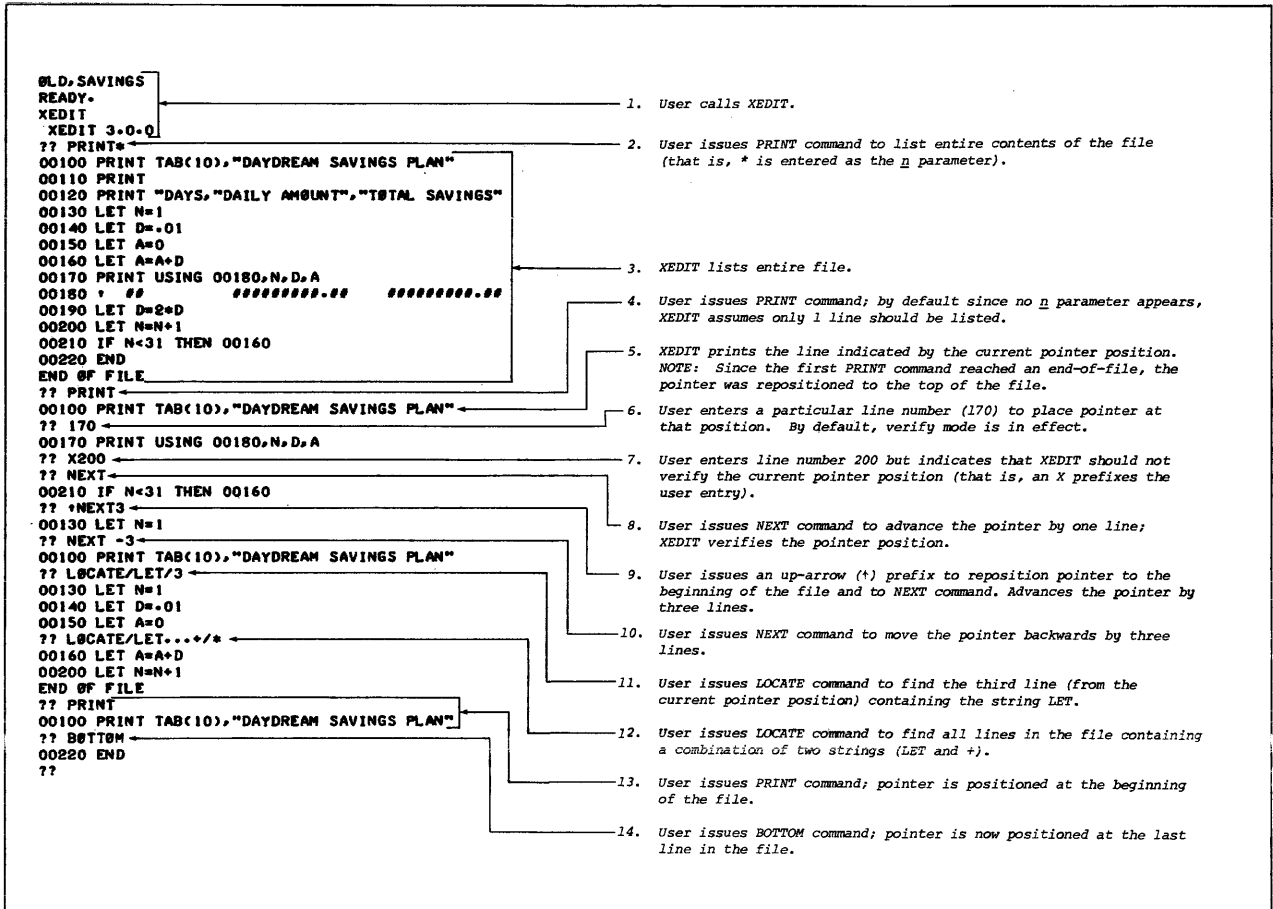 ØLD,SAVINGS
READY.
XEDIT
XEDIT 3.0.0
?? PRINT*
00100 PRINT TAB(10),"DAYDREAM SAVINGS PLAN"
00110 PRINT
00120 PRINT "DAYS,"DAILY AMØUNT","TØTAL SAVINGS"
00130 LET N=1
00140 LET D=.01
00150 LET A=0
00160 LET A=A+D
00170 PRINT USING 00180,N,D,A
00180 ' ## #########.## #########.##
00190 LET D=2*D
00200 LET N=N+1
00210 IF N<31 THEN 00160
00220 END
END ØF FILE
?? PRINT
00100 PRINT TAB(10),"DAYDREAM SAVINGS PLAN"
?? 170
00170 PRINT USING 00180,N,D,A
?? X200
?? NEXT
00210 IF N<31 THEN 00160
?? ↑NEXT3
00130 LET N=1
?? NEXT -3
00100 PRINT TAB(10),"DAYDREAM SAVINGS PLAN"
?? LØCATE/LET/3
00130 LET N=1
00140 LET D=.01
00150 LET A=0
?? LØCATE/LET...+/*
00160 LET A=A+D
00200 LET N=N+1
END ØF FILE
?? PRINT
00100 PRINT TAB(10),"DAYDREAM SAVINGS PLAN"
?? BØTTØM
00220 END
??
1. User calls XEDIT.
2. User issues PRINT command to list entire contents of the file
(that is, * is entered as the n parameter).
3. XEDIT lists entire file.
4. User issues PRINT command; by default since no n parameter appears,
XEDIT assumes only 1 line should be listed.
5. XEDIT prints the line indicated by the current pointer position.
NOTE: Since the first PRINT command reached an end-of-file, the
pointer was repositioned to the top of the file.
6. User enters a particular line number (170) to place pointer at
that position. By default, verify mode is in effect.
7. User enters line number 200 but indicates that XEDIT should not
verify the current pointer position (that is, an X prefixes the
user entry).
8. User issues NEXT command to advance the pointer by one line;
XEDIT verifies the pointer position.
9. User issues an up-arrow (↑) prefix to reposition pointer to the
beginning of the file and to NEXT command. Advances the pointer by
three lines.
10. User issues NEXT command to move the pointer backwards by three
lines.
11. User issues LOCATE command to find the third line (from the
current pointer position) containing the string LET.
12. User issues LOCATE command to find all lines in the file containing
a combination of two strings (LET and +).
13. User issues PRINT command; pointer is positioned at the beginning
of the file.
14. User issues BOTTOM command; pointer is now positioned at the last
line in the file.